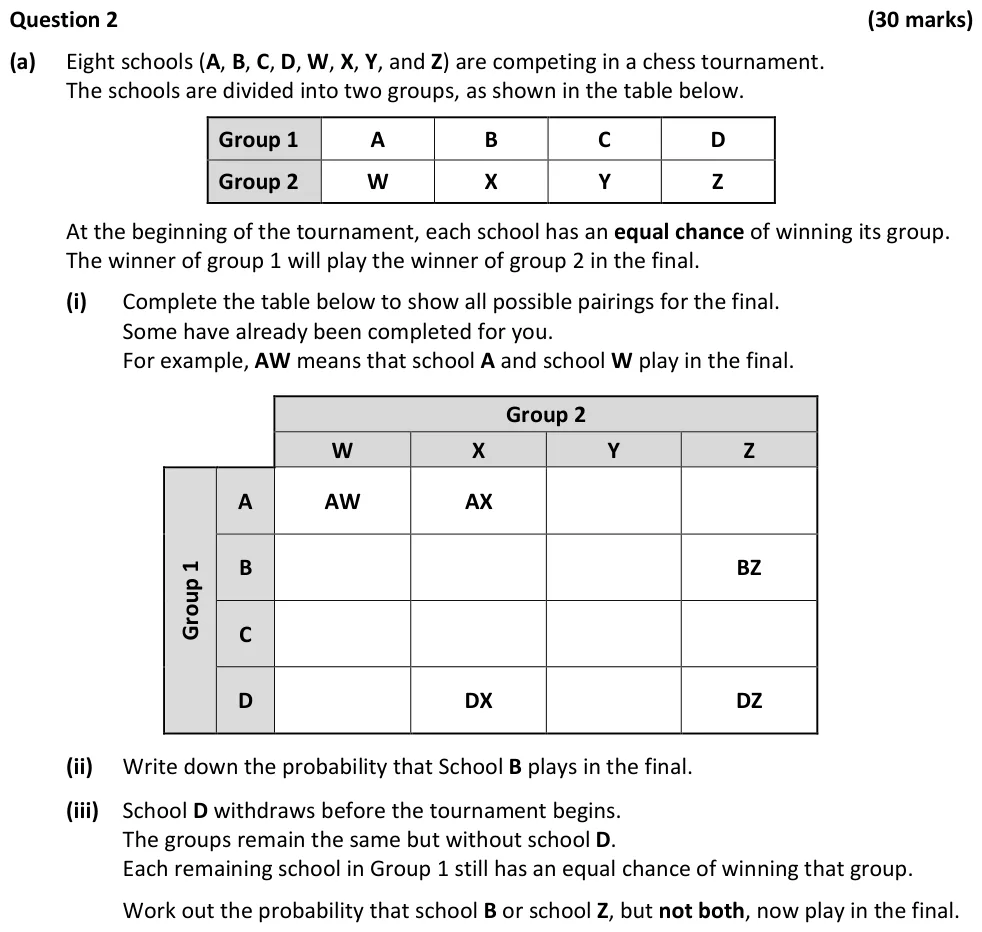 Question 2 (30 marks)
(a) Eight schools (A, B, C, D, W, X, Y, and Z) are competing in a chess tournament.
The schools are divided into two groups, as shown in the table below.
Group 1 A B C D
Group 2 W X Y Z
At the beginning of the tournament, each school has an equal chance of winning its group.
The winner of group 1 will play the winner of group 2 in the final.
(i) Complete the table below to show all possible pairings for the final.
Some have already been completed for you.
For example, AW means that school A and school W play in the final.
Group 2
W X Y Z
Group 1
A AW AX
B BZ
C
D DX DZ
(ii) Write down the probability that School B plays in the final.
(iii) School D withdraws before the tournament begins.
The groups remain the same but without school D.
Each remaining school in Group 1 still has an equal chance of winning that group.
Work out the probability that school B or school Z, but not both, now play in the final.